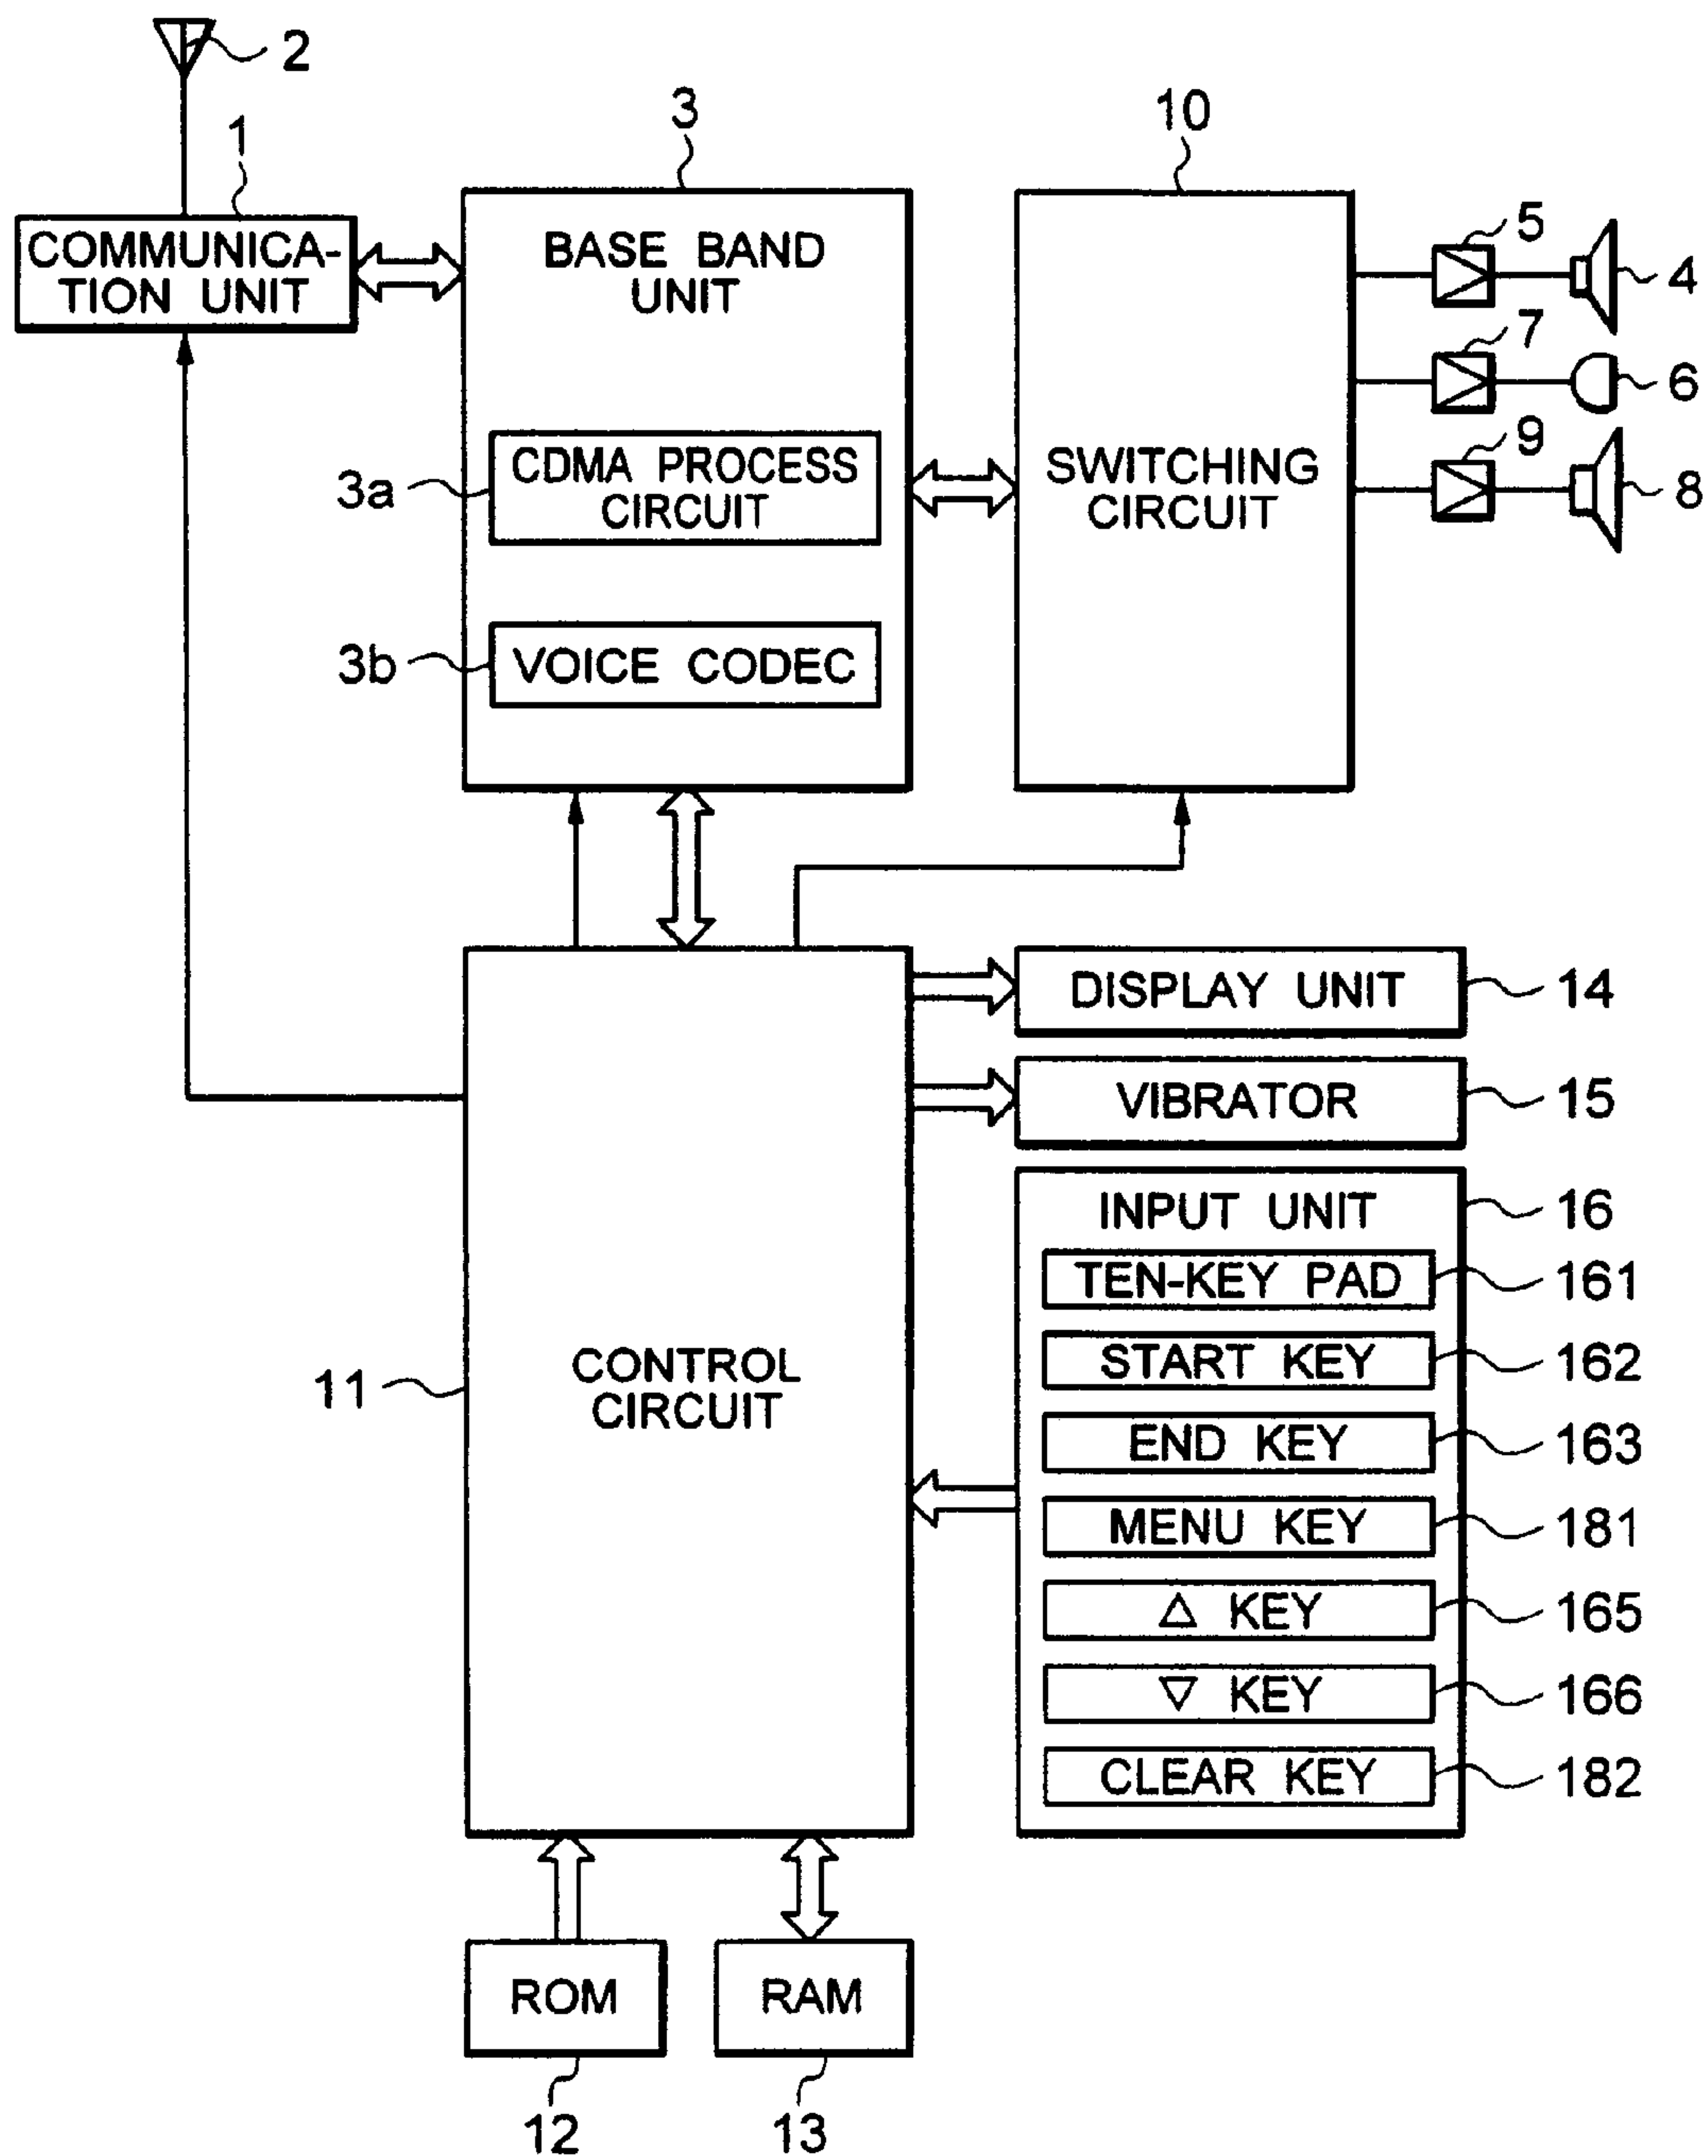 2
1
3
10
COMMUNICA-
TION UNIT
BASE BAND
UNIT
5
4
7
6
9
8
3a
CDMA PROCESS
CIRCUIT
SWITCHING
CIRCUIT
3b
VOICE CODEC
DISPLAY UNIT
14
VIBRATOR
15
INPUT UNIT
16
TEN-KEY PAD
161
START KEY
162
11
CONTROL
CIRCUIT
END KEY
163
MENU KEY
181
△ KEY
165
▽ KEY
166
CLEAR KEY
182
ROM
RAM
12
13